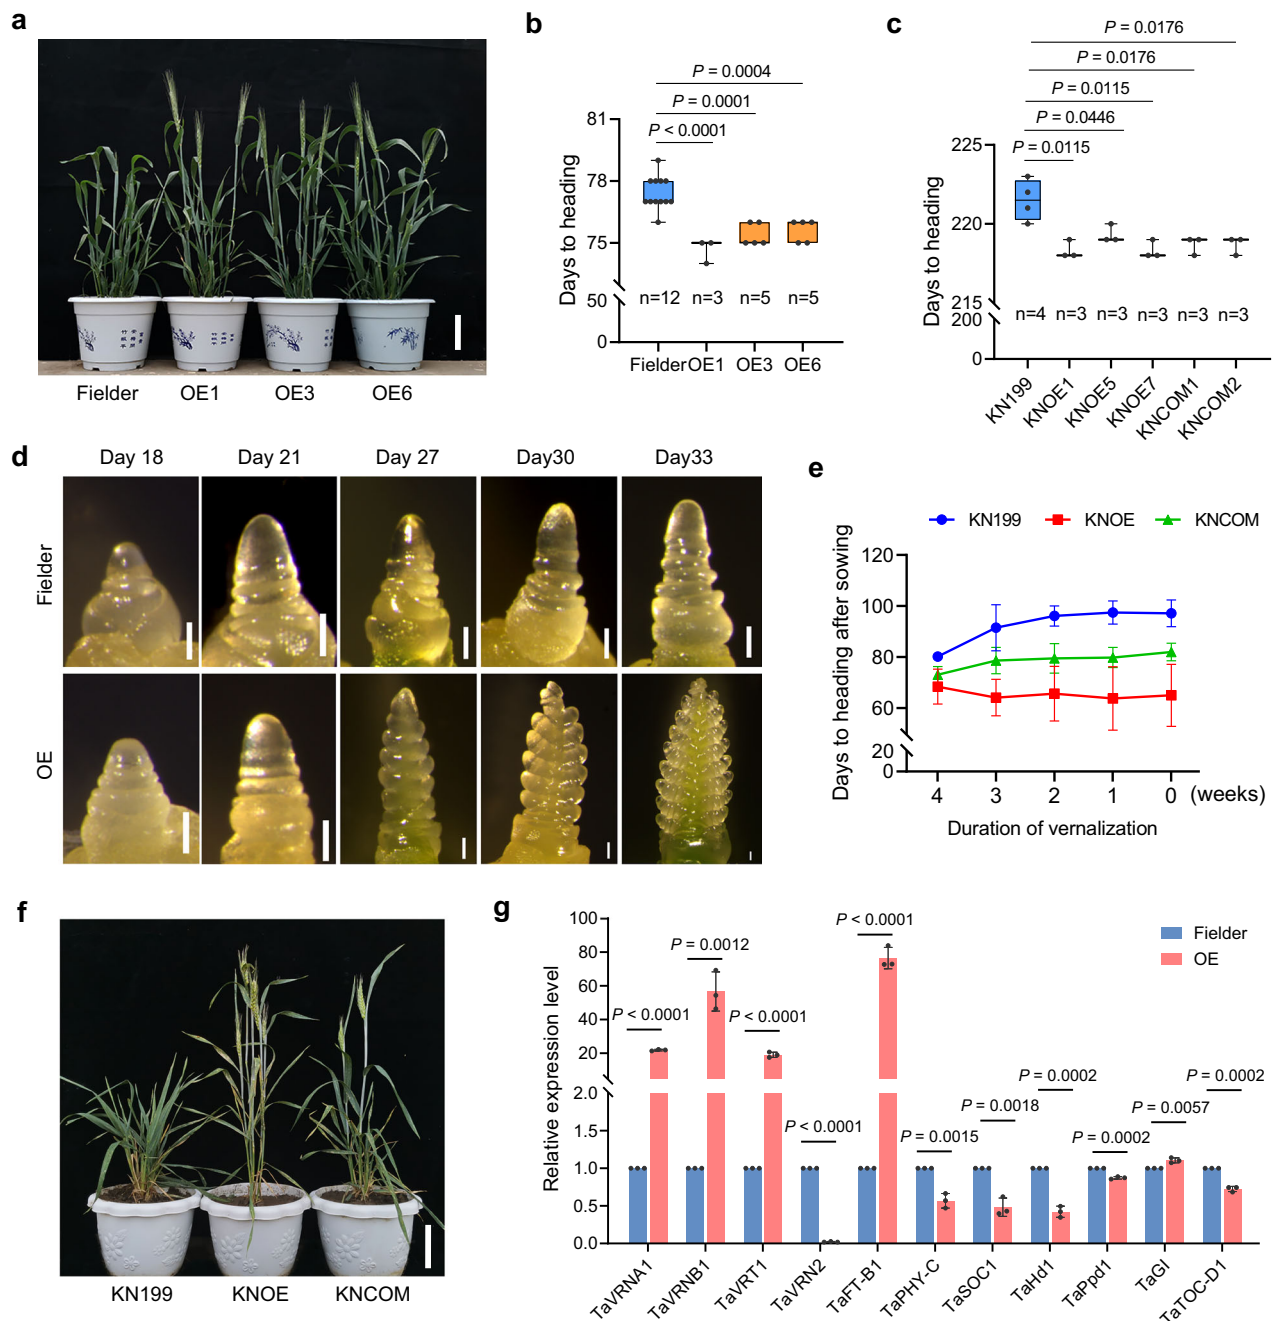 a
Fielder
OE1
OE3
OE6
b
P = 0.0004
P = 0.0001
P < 0.0001
Days to heading
81
78
75
50
0
n=12
n=3
n=5
n=5
Fielder
OE1
OE3
OE6
c
P = 0.0176
P = 0.0176
P = 0.0115
P = 0.0446
P = 0.0115
Days to heading
225
220
215
200
0
n=4
n=3
n=3
n=3
n=3
n=3
KN199
KNOE1
KNOE5
KNOE7
KNCOM1
KNCOM2
d
Day 18
Day 21
Day 27
Day30
Day33
Fielder
OE
e
KN199
KNOE
KNCOM
Days to heading after sowing
120
100
80
60
20
0
4
3
2
1
0
(weeks)
Duration of vernalization
f
KN199
KNOE
KNCOM
g
Fielder
OE
Relative expression level
100
80
60
40
20
2.0
1.5
1.0
0.5
0.0
P < 0.0001
P = 0.0012
P < 0.0001
P < 0.0001
P < 0.0001
P = 0.0015
P = 0.0018
P = 0.0002
P = 0.0002
P = 0.0057
P = 0.0002
TaVRNA1
TaVRNB1
TaVRT1
TaVRN2
TaFT-B1
TaPHY-C
TaSOC1
TaHd1
TaPpd1
TaGI
TaTOC-D1